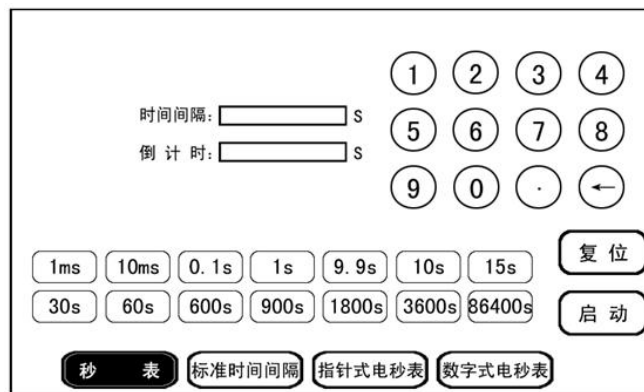 1 2 3 4
时间间隔: S
5 6 7 8
倒计时: S
9 0 · ←
复位
1ms 10ms 0.1s 1s 9.9s 10s 15s
30s 60s 600s 900s 1800s 3600s 86400s
启动
秒表 标准时间间隔 指针式电秒表 数字式电秒表